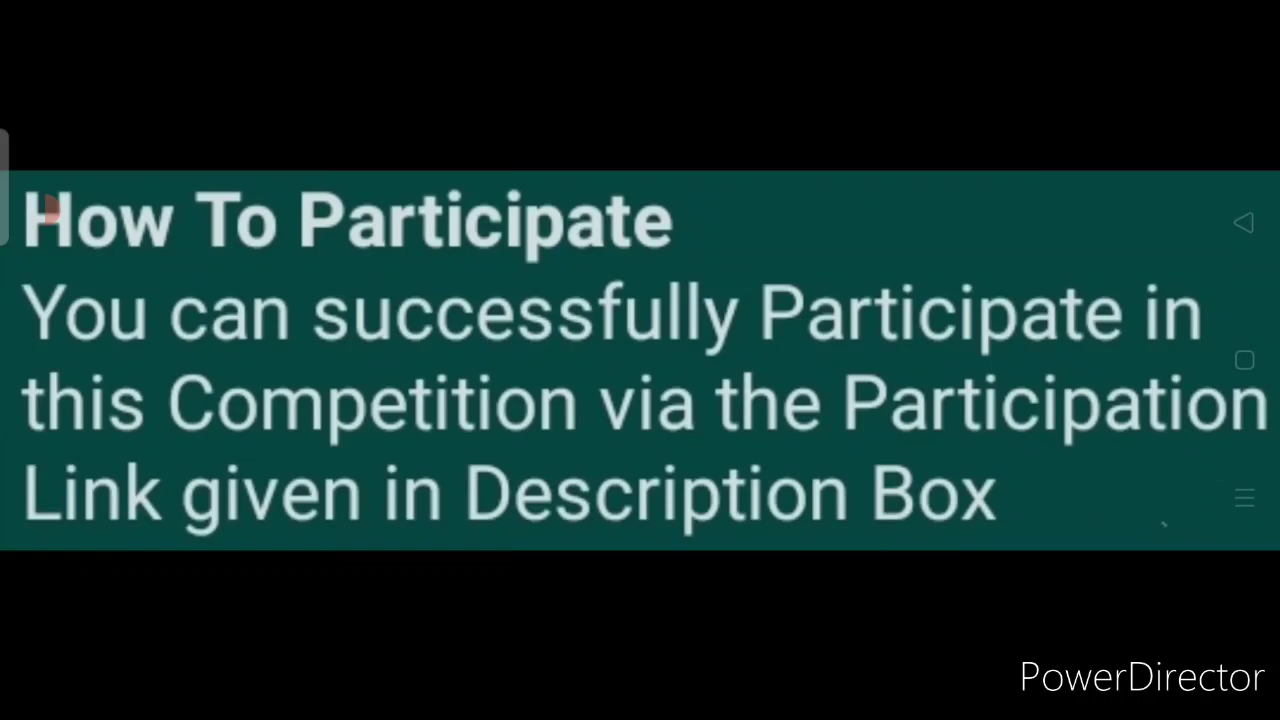 How To Participate
You can successfully Participate in
this Competition via the Participation
Link given in Description Box
PowerDirector